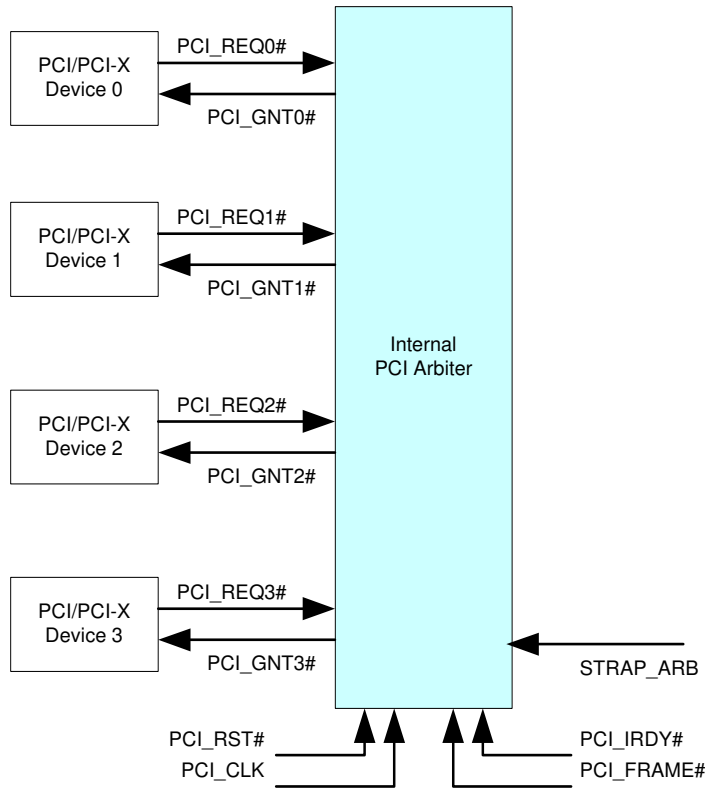 PCI/PCI-X
Device 0
PCI_REQ0#
PCI_GNT0#
PCI/PCI-X
Device 1
PCI_REQ1#
PCI_GNT1#
Internal
PCI Arbiter
PCI/PCI-X
Device 2
PCI_REQ2#
PCI_GNT2#
PCI/PCI-X
Device 3
PCI_REQ3#
PCI_GNT3#
STRAP_ARB
PCI_RST#
PCI_CLK
PCI_IRDY#
PCI_FRAME#